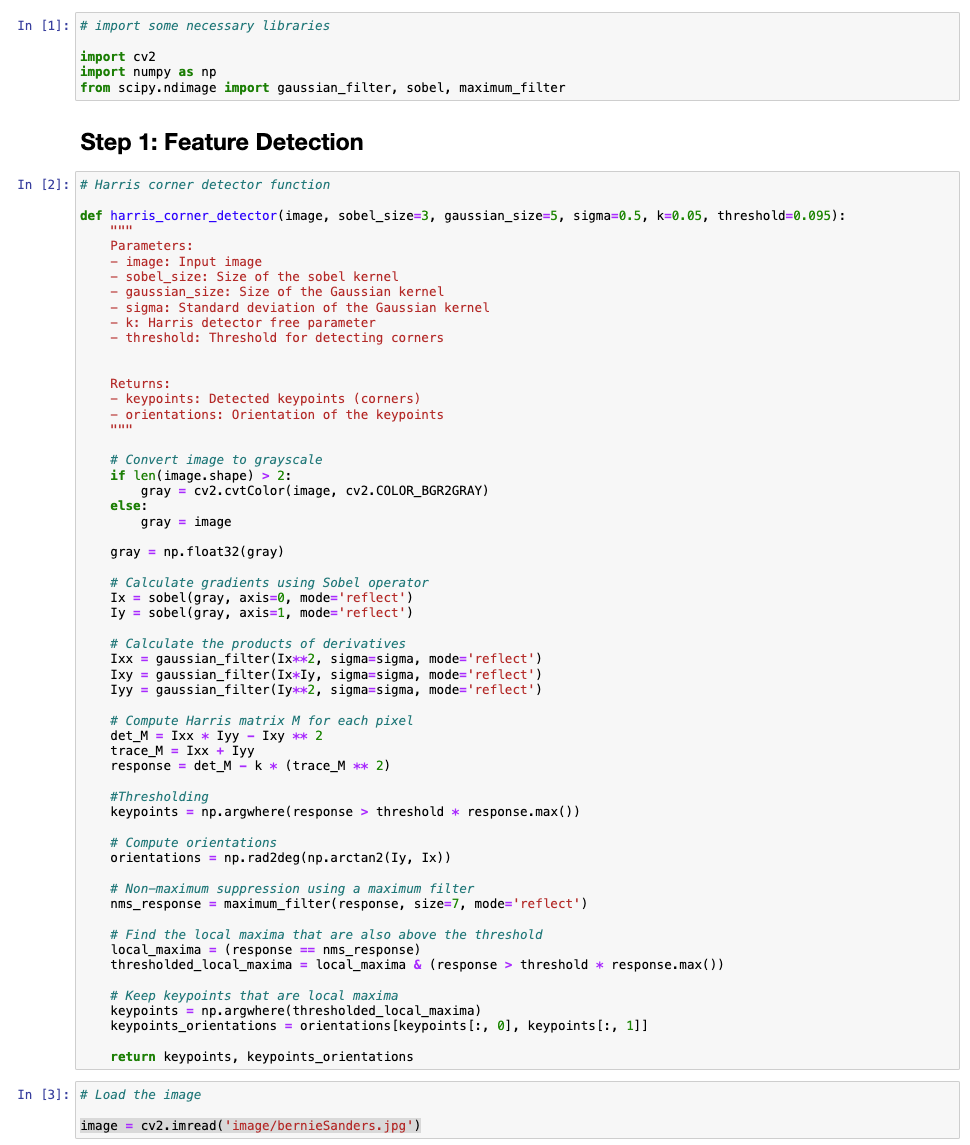 In [1]: # import some necessary libraries
import cv2
import numpy as np
from scipy.ndimage import gaussian_filter, sobel, maximum_filter
Step 1: Feature Detection
In [2]: # Harris corner detector function
def harris_corner_detector(image, sobel_size=3, gaussian_size=5, sigma=0.5, k=0.05, threshold=0.095):
    """
    Parameters:
    - image: Input image
    - sobel_size: Size of the sobel kernel
    - gaussian_size: Size of the Gaussian kernel
    - sigma: Standard deviation of the Gaussian kernel
    - k: Harris detector free parameter
    - threshold: Threshold for detecting corners
    Returns:
    - keypoints: Detected keypoints (corners)
    - orientations: Orientation of the keypoints
    """
    # Convert image to grayscale
    if len(image.shape) > 2:
        gray = cv2.cvtColor(image, cv2.COLOR_BGR2GRAY)
    else:
        gray = image
    gray = np.float32(gray)
    # Calculate gradients using Sobel operator
    Ix = sobel(gray, axis=0, mode='reflect')
    Iy = sobel(gray, axis=1, mode='reflect')
    # Calculate the products of derivatives
    Ixx = gaussian_filter(Ix**2, sigma=sigma, mode='reflect')
    Ixy = gaussian_filter(Ix*Iy, sigma=sigma, mode='reflect')
    Iyy = gaussian_filter(Iy**2, sigma=sigma, mode='reflect')
    # Compute Harris matrix M for each pixel
    det_M = Ixx * Iyy - Ixy ** 2
    trace_M = Ixx + Iyy
    response = det_M - k * (trace_M ** 2)
    #Thresholding
    keypoints = np.argwhere(response > threshold * response.max())
    # Compute orientations
    orientations = np.rad2deg(np.arctan2(Iy, Ix))
    # Non-maximum suppression using a maximum filter
    nms_response = maximum_filter(response, size=7, mode='reflect')
    # Find the local maxima that are also above the threshold
    local_maxima = (response == nms_response)
    thresholded_local_maxima = local_maxima & (response > threshold * response.max())
    # Keep keypoints that are local maxima
    keypoints = np.argwhere(thresholded_local_maxima)
    keypoints_orientations = orientations[keypoints[:, 0], keypoints[:, 1]]
    return keypoints, keypoints_orientations
In [3]: # Load the image
image = cv2.imread('image/bernieSanders.jpg')